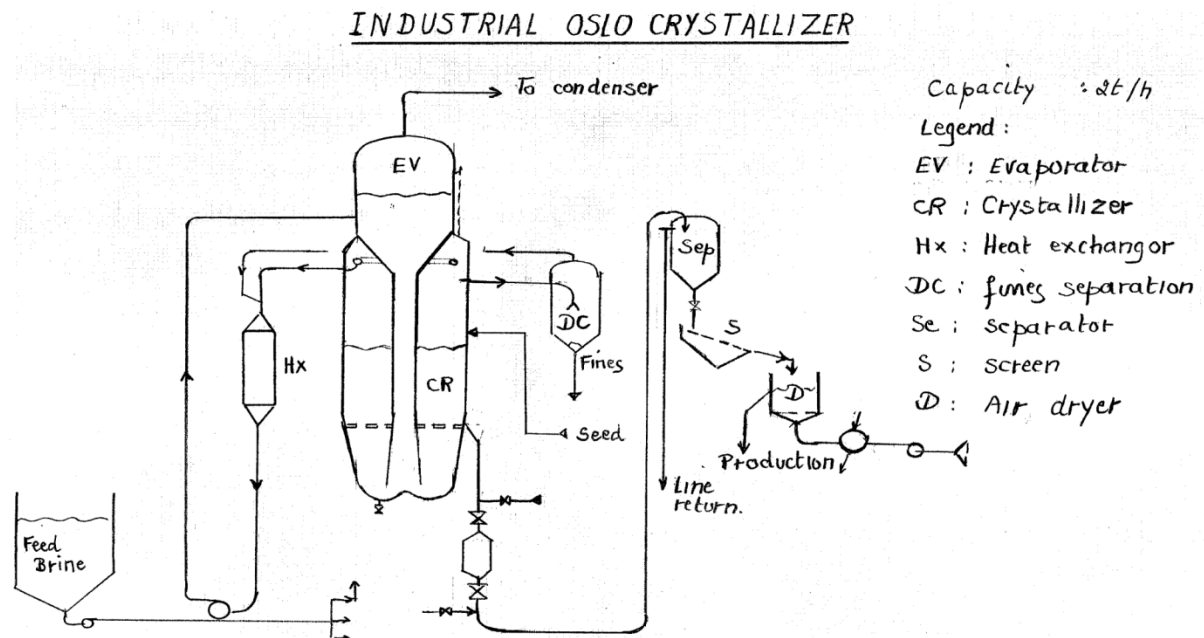 INDUSTRIAL OSLO CRYSTALLIZER
To condenser
Capacity : 2t/h
Legend :
EV : Evaporator
CR : Crystallizer
Hx : Heat exchangor
DC : fines separation
Se : separator
S : screen
D : Air dryer
EV
Sep
S
DC
Hx
Fines
CR
D
Seed
Production
Line
return.
Feed
Brine